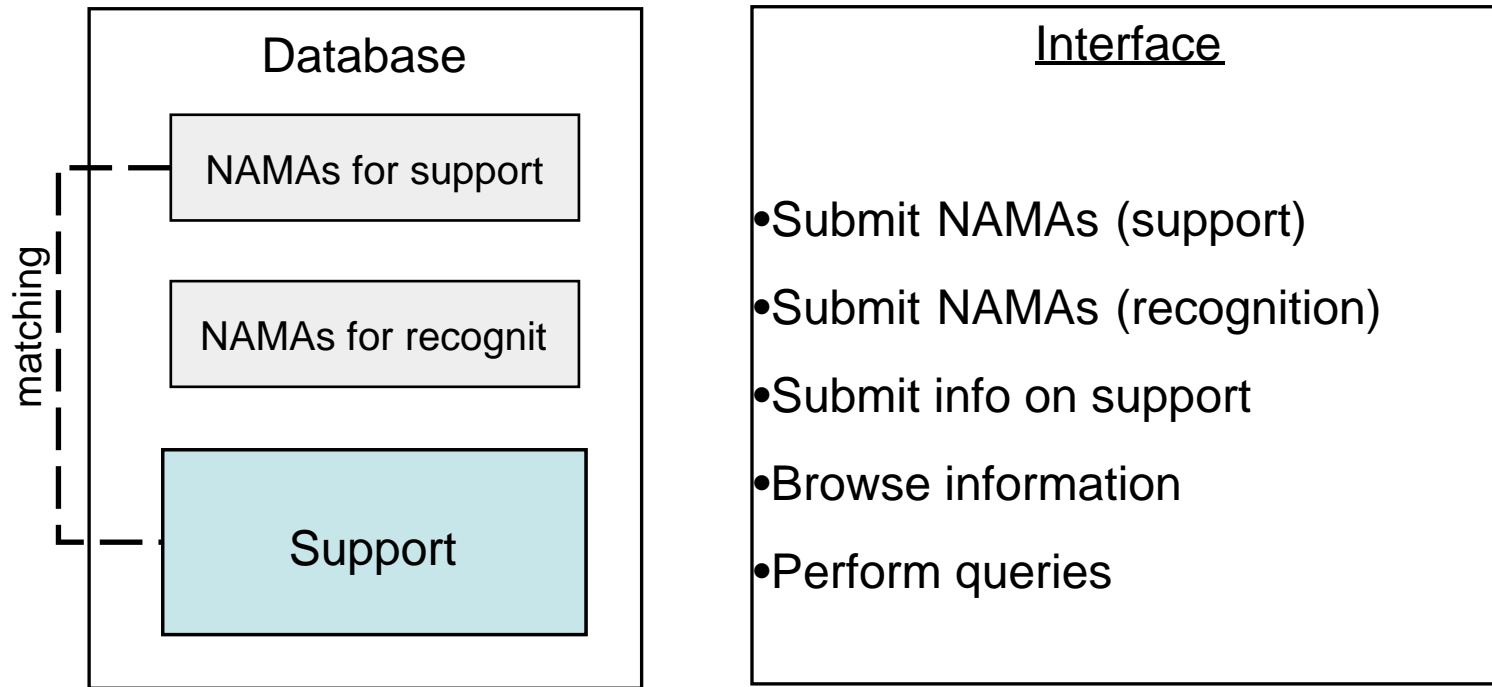 Database
NAMAs for support
matching
NAMAs for recognit
Support
Interface
•Submit NAMAs (support)
•Submit NAMAs (recognition)
•Submit info on support
•Browse information
•Perform queries